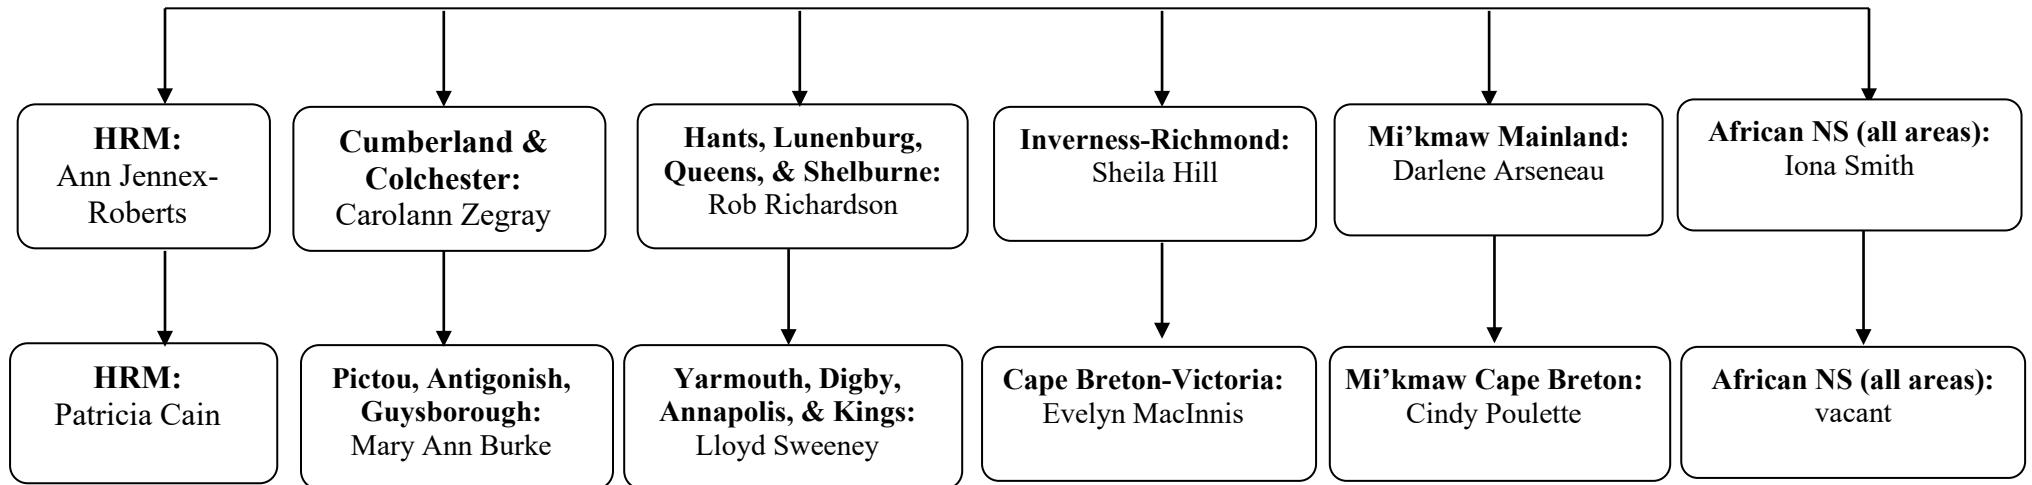 HRM:
Ann Jennex-
Roberts
Cumberland &
Colchester:
Carolann Zegray
Hants, Lunenburg,
Queens, & Shelburne:
Rob Richardson
Inverness-Richmond:
Sheila Hill
Mi’kmaw Mainland:
Darlene Arseneau
African NS (all areas):
Iona Smith
HRM:
Patricia Cain
Pictou, Antigonish,
Guysborough:
Mary Ann Burke
Yarmouth, Digby,
Annapolis, & Kings:
Lloyd Sweeney
Cape Breton-Victoria:
Evelyn MacInnis
Mi’kmaw Cape Breton:
Cindy Poulette
African NS (all areas):
vacant